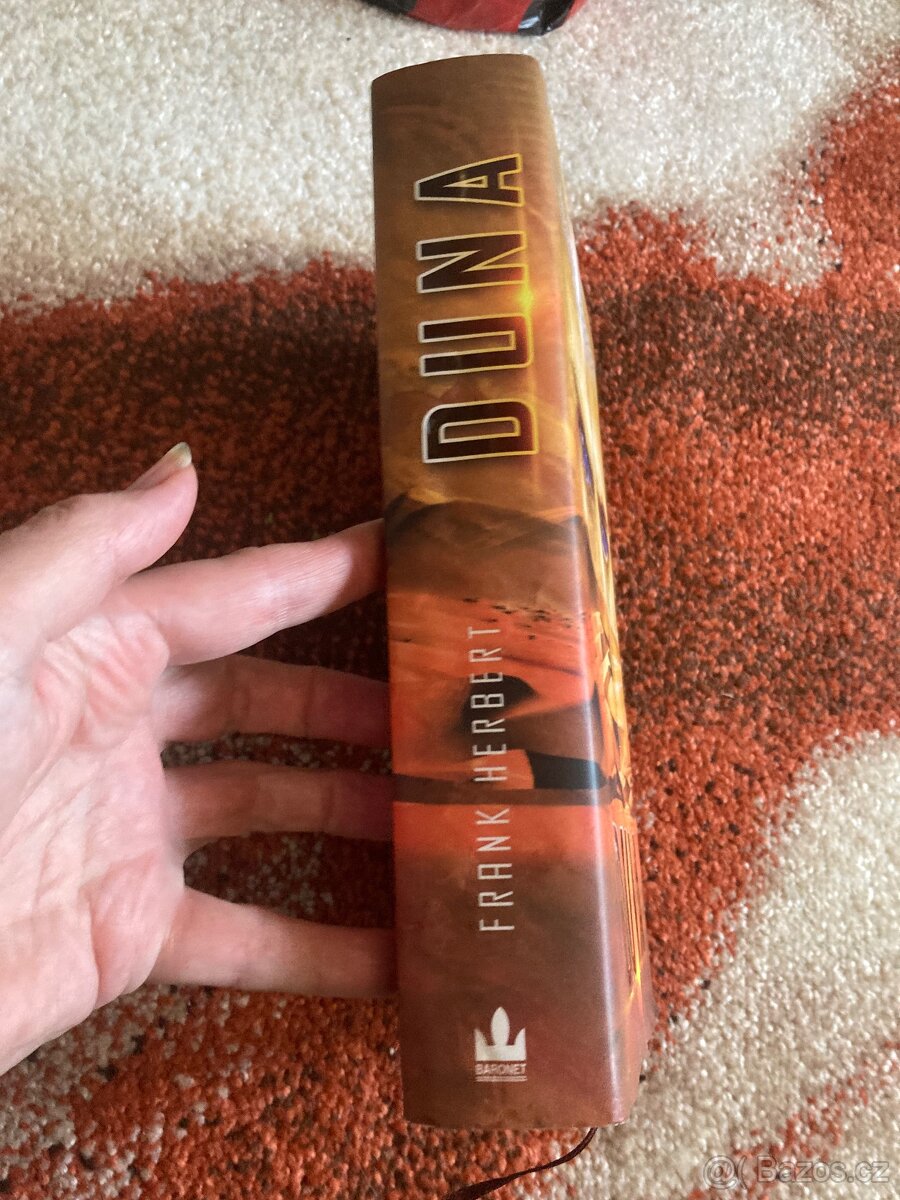 DUNA
FRANK HERBERT
BARONET
@ Bazos.cz